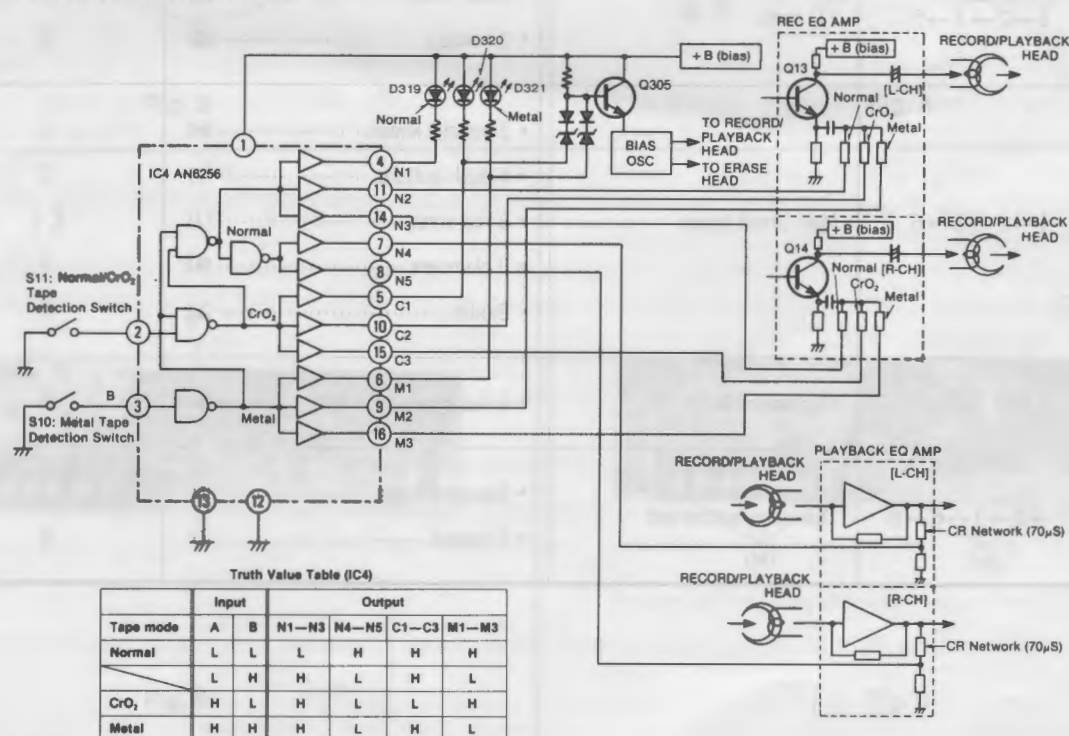 REC EQ AMP
RECORD/PLAYBACK
HEAD
D320
+ B (bias)
+ B (bias)
Q13
[L-CH]
D319
D321
Q305
Normal
Metal
Normal
CrO₂
Metal
TO RECORD/
PLAYBACK
HEAD
BIAS
OSC
TO ERASE
HEAD
1
IC4 AN6256
4
N1
11
N2
14
N3
7
N4
8
N5
5
C1
10
C2
15
C3
6
M1
9
M2
16
M3
Normal
S11: Normal/CrO₂
Tape
Detection Switch
2
CrO₂
B
3
Metal
S10: Metal Tape
Detection Switch
13
12
RECORD/PLAYBACK
HEAD
+ B (bias)
Q14
Normal
[R-CH]
CrO₂
Metal
PLAYBACK EQ AMP
RECORD/PLAYBACK
HEAD
[L-CH]
CR Network (70µS)
RECORD/PLAYBACK
HEAD
[R-CH]
CR Network (70µS)
Truth Value Table (IC4)
Input Output
Tape mode A B N1—N3 N4—N5 C1—C3 M1—M3
Normal L L L H H H
L H H L H L
CrO₂ H L H L L H
Metal H H H L H L